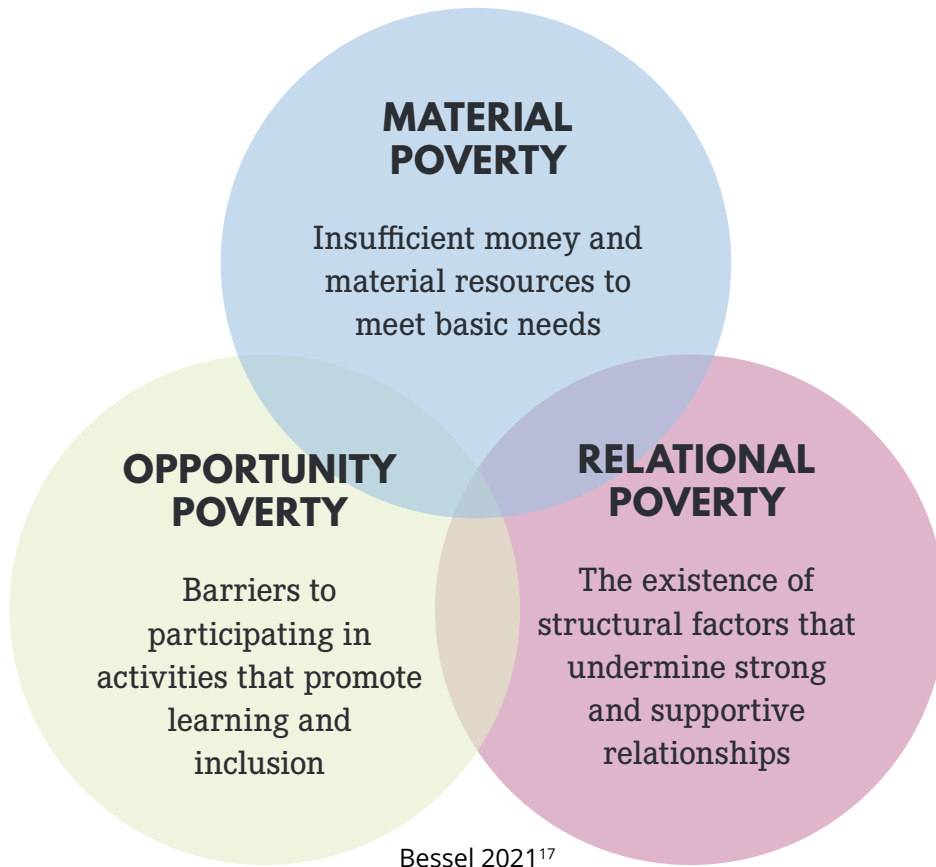 MATERIAL
POVERTY
Insufficient money and
material resources to
meet basic needs
OPPORTUNITY
POVERTY
Barriers to
participating in
activities that promote
learning and
inclusion
RELATIONAL
POVERTY
The existence of
structural factors that
undermine strong
and supportive
relationships
Bessel 2021¹⁷